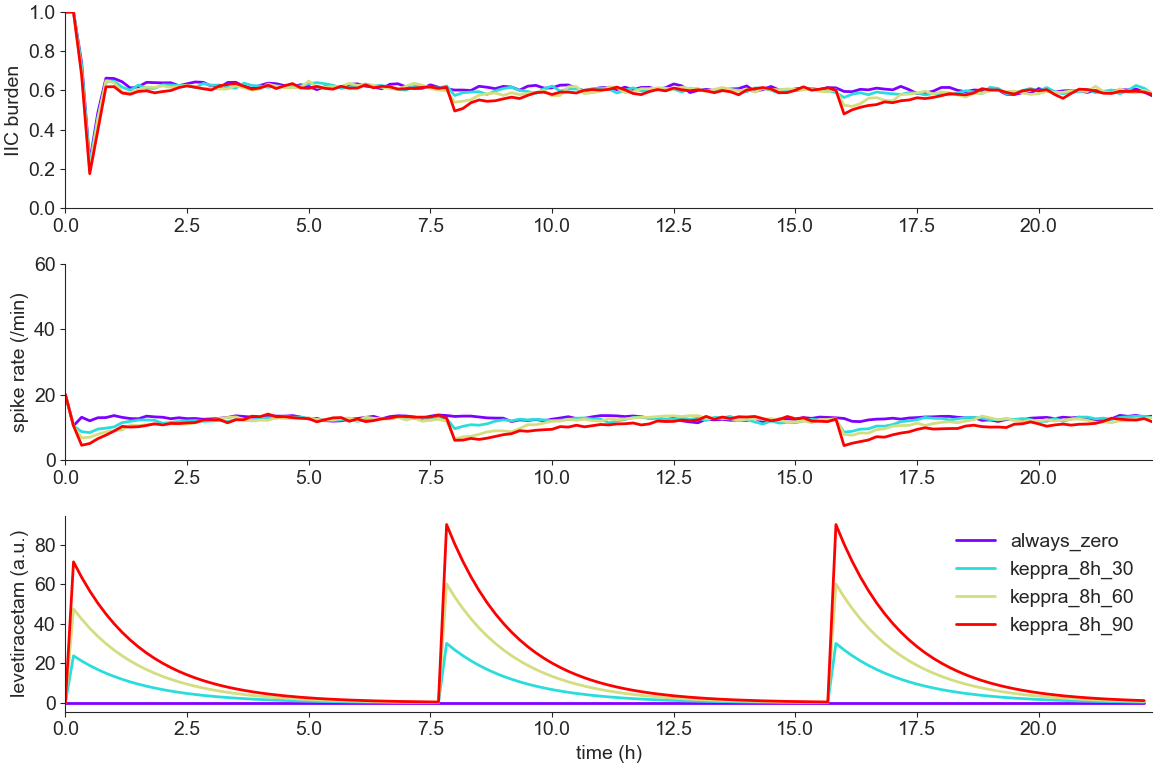 1.0
0.8
0.6
0.4
0.2
0.0
IIC burden
0.0 2.5 5.0 7.5 10.0 12.5 15.0 17.5 20.0
60
40
20
0
spike rate (/min)
0.0 2.5 5.0 7.5 10.0 12.5 15.0 17.5 20.0
80
60
40
20
0
levetiracetam (a.u.)
always_zero
keppra_8h_30
keppra_8h_60
keppra_8h_90
0.0 2.5 5.0 7.5 10.0 12.5 15.0 17.5 20.0
time (h)